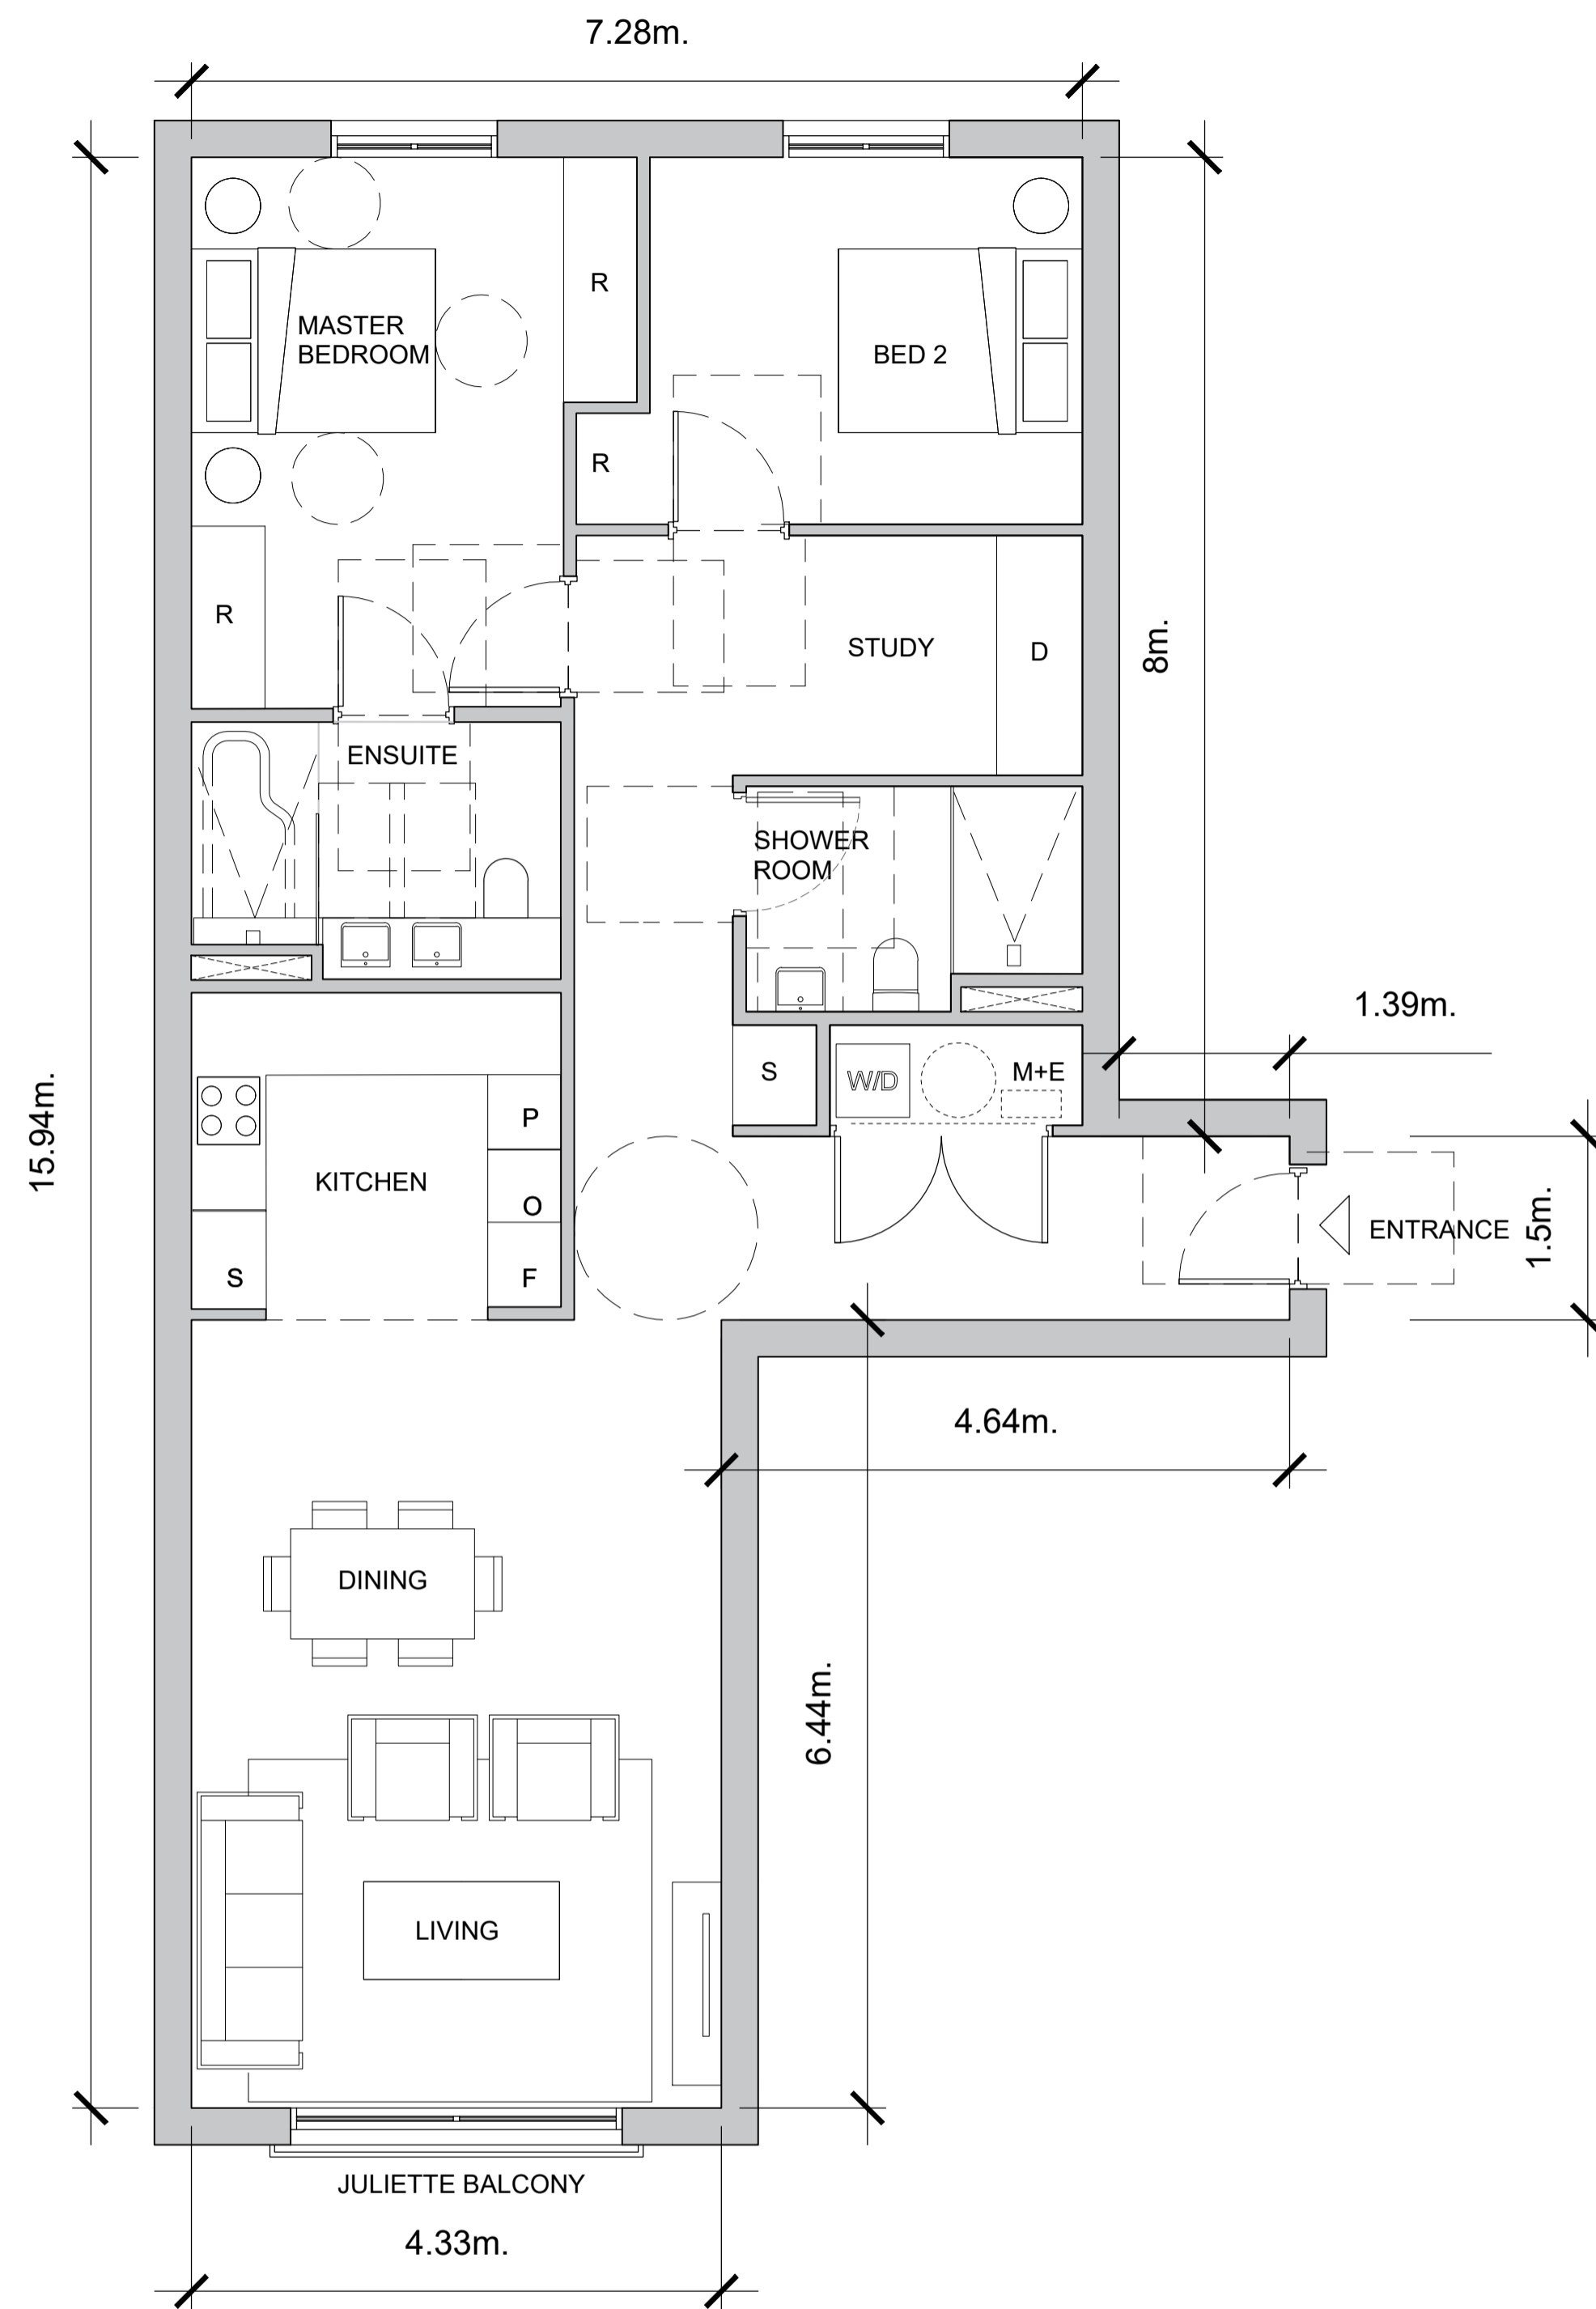 7.28m.
R
MASTER
BEDROOM
BED 2
R
R
STUDY
D
8m.
ENSUITE
SHOWER
ROOM
1.39m.
S
W/D
M+E
15.94m.
P
KITCHEN
O
ENTRANCE
1.5m.
S
F
4.64m.
DINING
6.44m.
LIVING
JULIETTE BALCONY
4.33m.